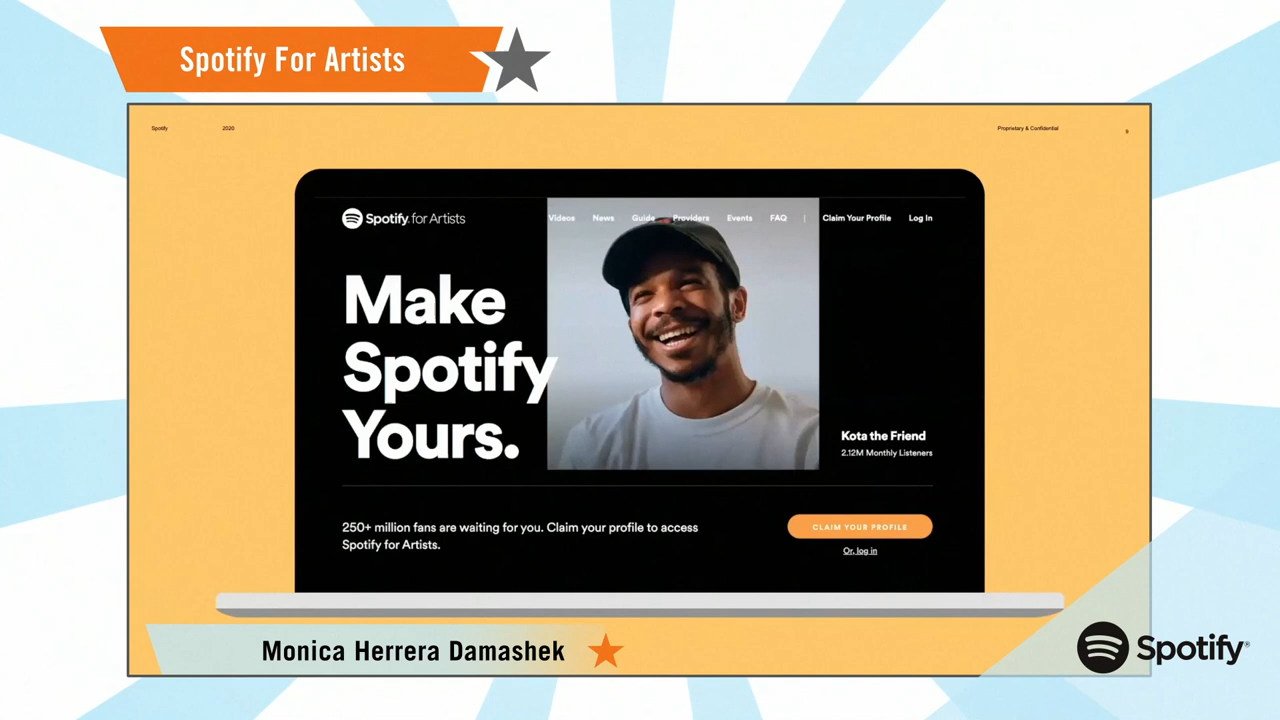 Spotify For Artists
Spotify 2020 Proprietary & Confidential 9
Spotify for Artists Videos News Guide Providers Events FAQ | Claim Your Profile Log In
Make
Spotify
Yours.
Kota the Friend
2.12M Monthly Listeners
250+ million fans are waiting for you. Claim your profile to access
Spotify for Artists.
CLAIM YOUR PROFILE
Or, log in
Monica Herrera Damashek
Spotify®